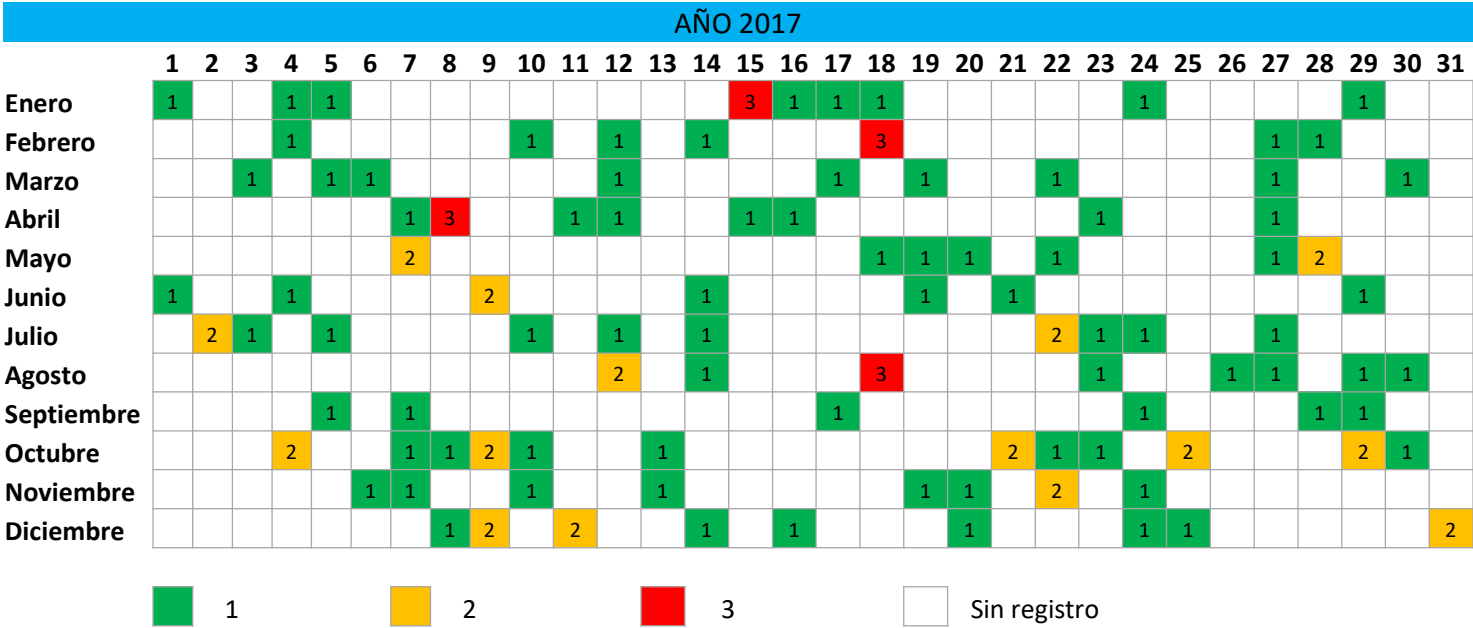 AÑO 2017
1 2 3 4 5 6 7 8 9 10 11 12 13 14 15 16 17 18 19 20 21 22 23 24 25 26 27 28 29 30 31
Enero 1 1 1 3 1 1 1 1 1
Febrero 1 1 1 1 3 1 1
Marzo 1 1 1 1 1 1 1 1 1
Abril 1 3 1 1 1 1 1 1
Mayo 2 1 1 1 1 1 2
Junio 1 1 2 1 1 1 1
Julio 2 1 1 1 1 1 2 1 1 1
Agosto 2 1 3 1 1 1 1 1
Septiembre 1 1 1 1 1 1
Octubre 2 1 1 2 1 1 2 1 1 2 2 1
Noviembre 1 1 1 1 1 1 2 1
Diciembre 1 2 2 1 1 1 1 1 2
1 2 3 Sin registro